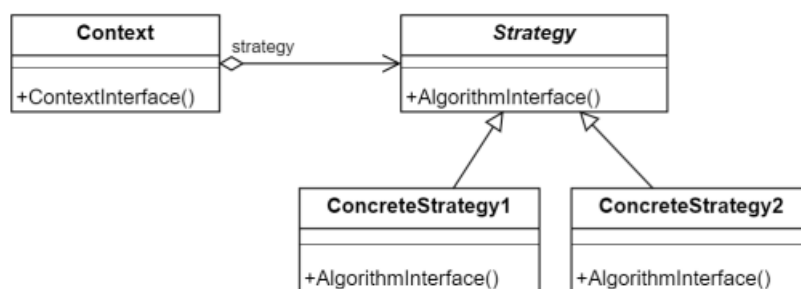 Context
strategy
Strategy
+ContextInterface()
+AlgorithmInterface()
ConcreteStrategy1
ConcreteStrategy2
+AlgorithmInterface()
+AlgorithmInterface()